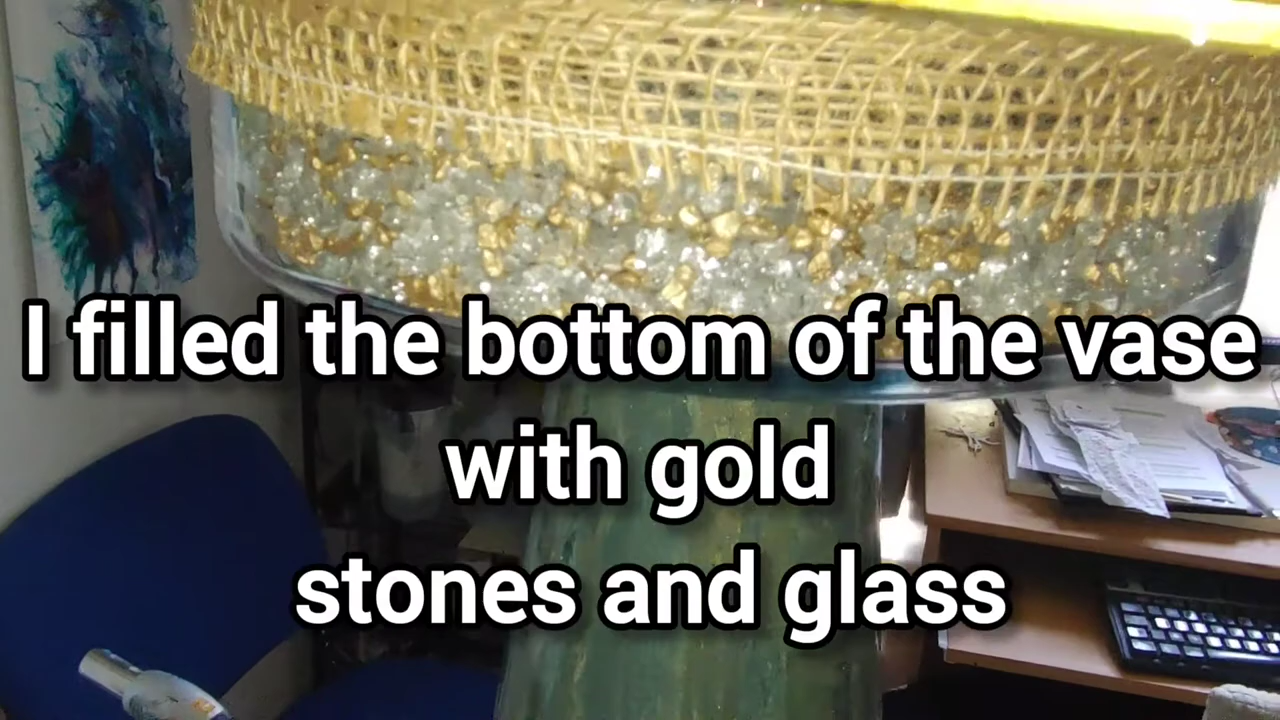 I filled the bottom of the vase
with gold
stones and glass